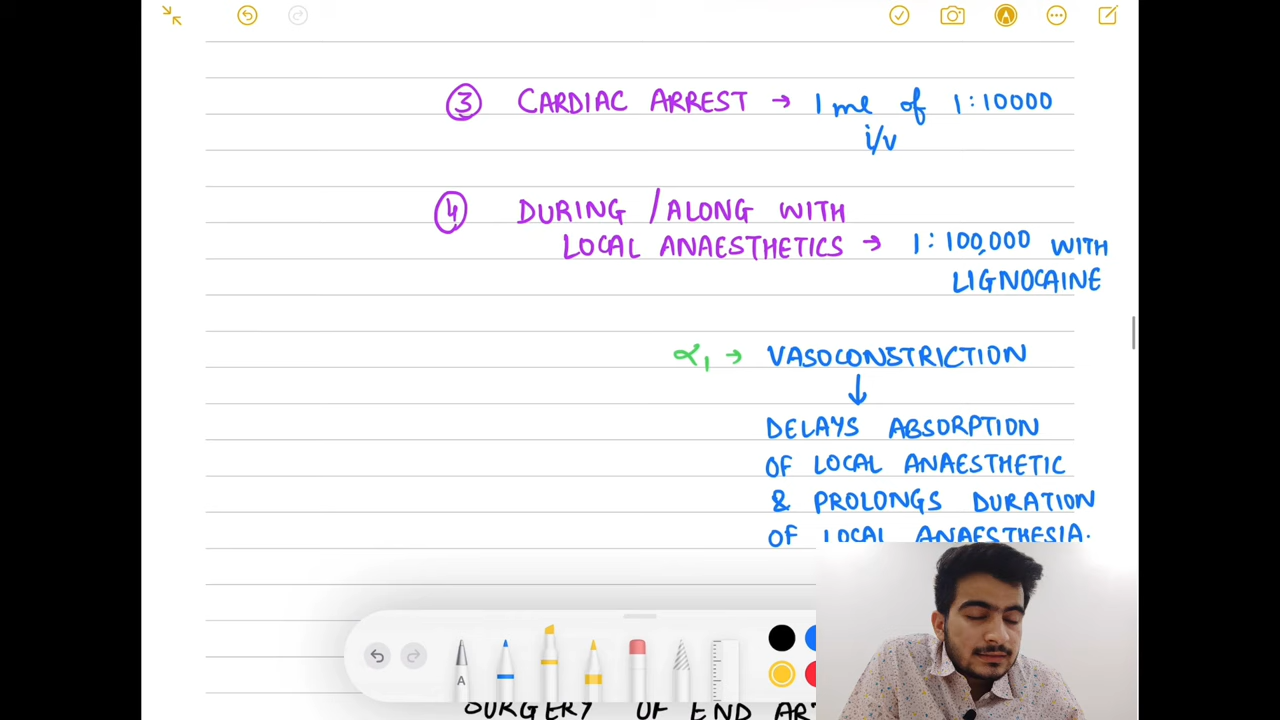 3 CARDIAC ARREST → 1 ml of 1:10000
i/v
4 DURING /ALONG WITH
LOCAL ANAESTHETICS → 1:100,000 WITH
LIGNOCAINE
α1 → VASOCONSTRICTION
↓
DELAYS ABSORPTION
OF LOCAL ANAESTHETIC
& PROLONGS DURATION
OF LOCAL ANAESTHESIA.
A
SURGERY OF END